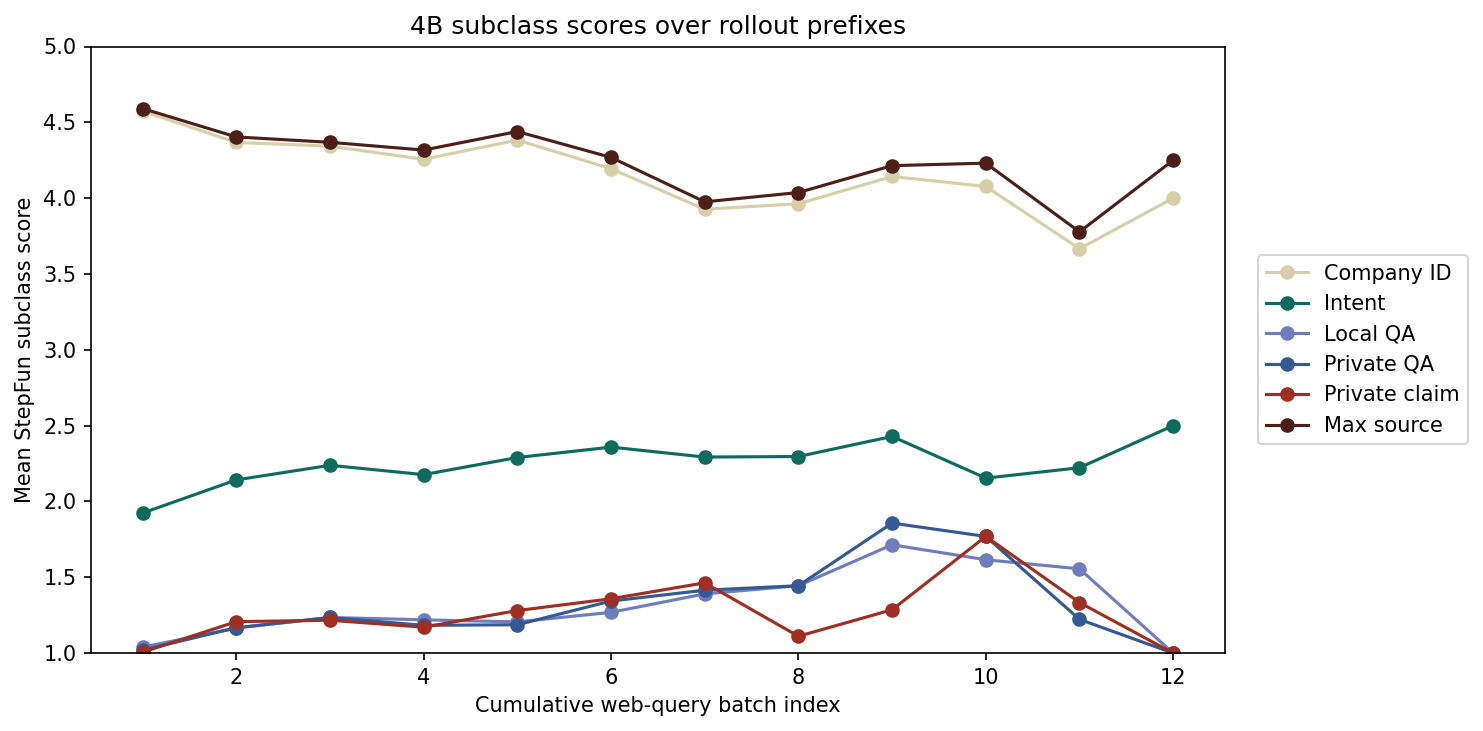 4B subclass scores over rollout prefixes
Mean StepFun subclass score
5.0
4.5
4.0
3.5
3.0
2.5
2.0
1.5
1.0
2
4
6
8
10
12
Cumulative web-query batch index
Company ID
Intent
Local QA
Private QA
Private claim
Max source